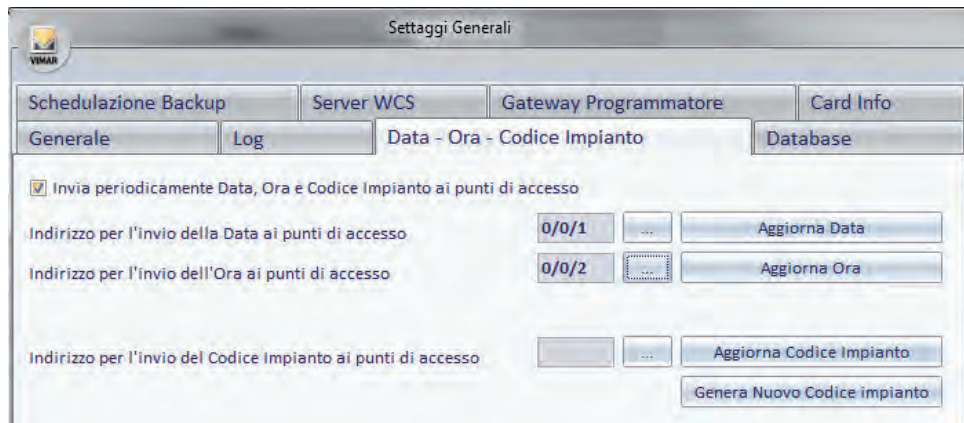 Settaggi Generali
VIMAR
Schedulazione Backup Server WCS Gateway Programmatore Card Info
Generale Log Data - Ora - Codice Impianto Database
Invia periodicamente Data, Ora e Codice Impianto ai punti di accesso
Indirizzo per l'invio della Data ai punti di accesso 0/0/1 ... Aggiorna Data
Indirizzo per l'invio dell'Ora ai punti di accesso 0/0/2 ... Aggiorna Ora
Indirizzo per l'invio del Codice Impianto ai punti di accesso ... Aggiorna Codice Impianto
Genera Nuovo Codice impianto